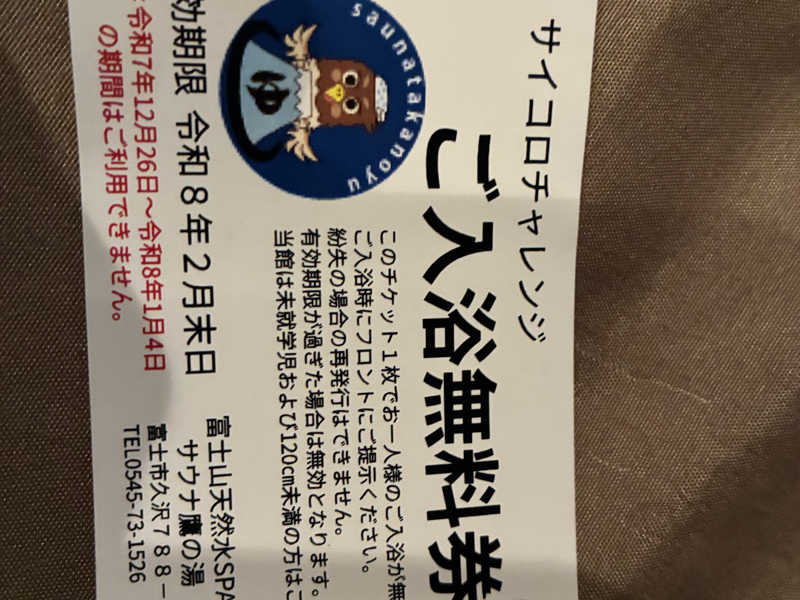 サイコロチャレンジ
ご入浴無料券
saunatakanoyu
ゆ
このチケット1枚でお一人様のご入浴が無
ご入浴時にフロントにご提示ください。
紛失の場合の再発行はできません。
有効期限が過ぎた場合は無効となります。
当館は未就学児および120cm未満の方はご
効期限 令和8年2月末日
令和7年12月26日～令和8年1月4日
の期間はご利用できません。
富士山天然水SPA
サウナ鷹の湯
富士市久沢788－
TEL0545-73-1526